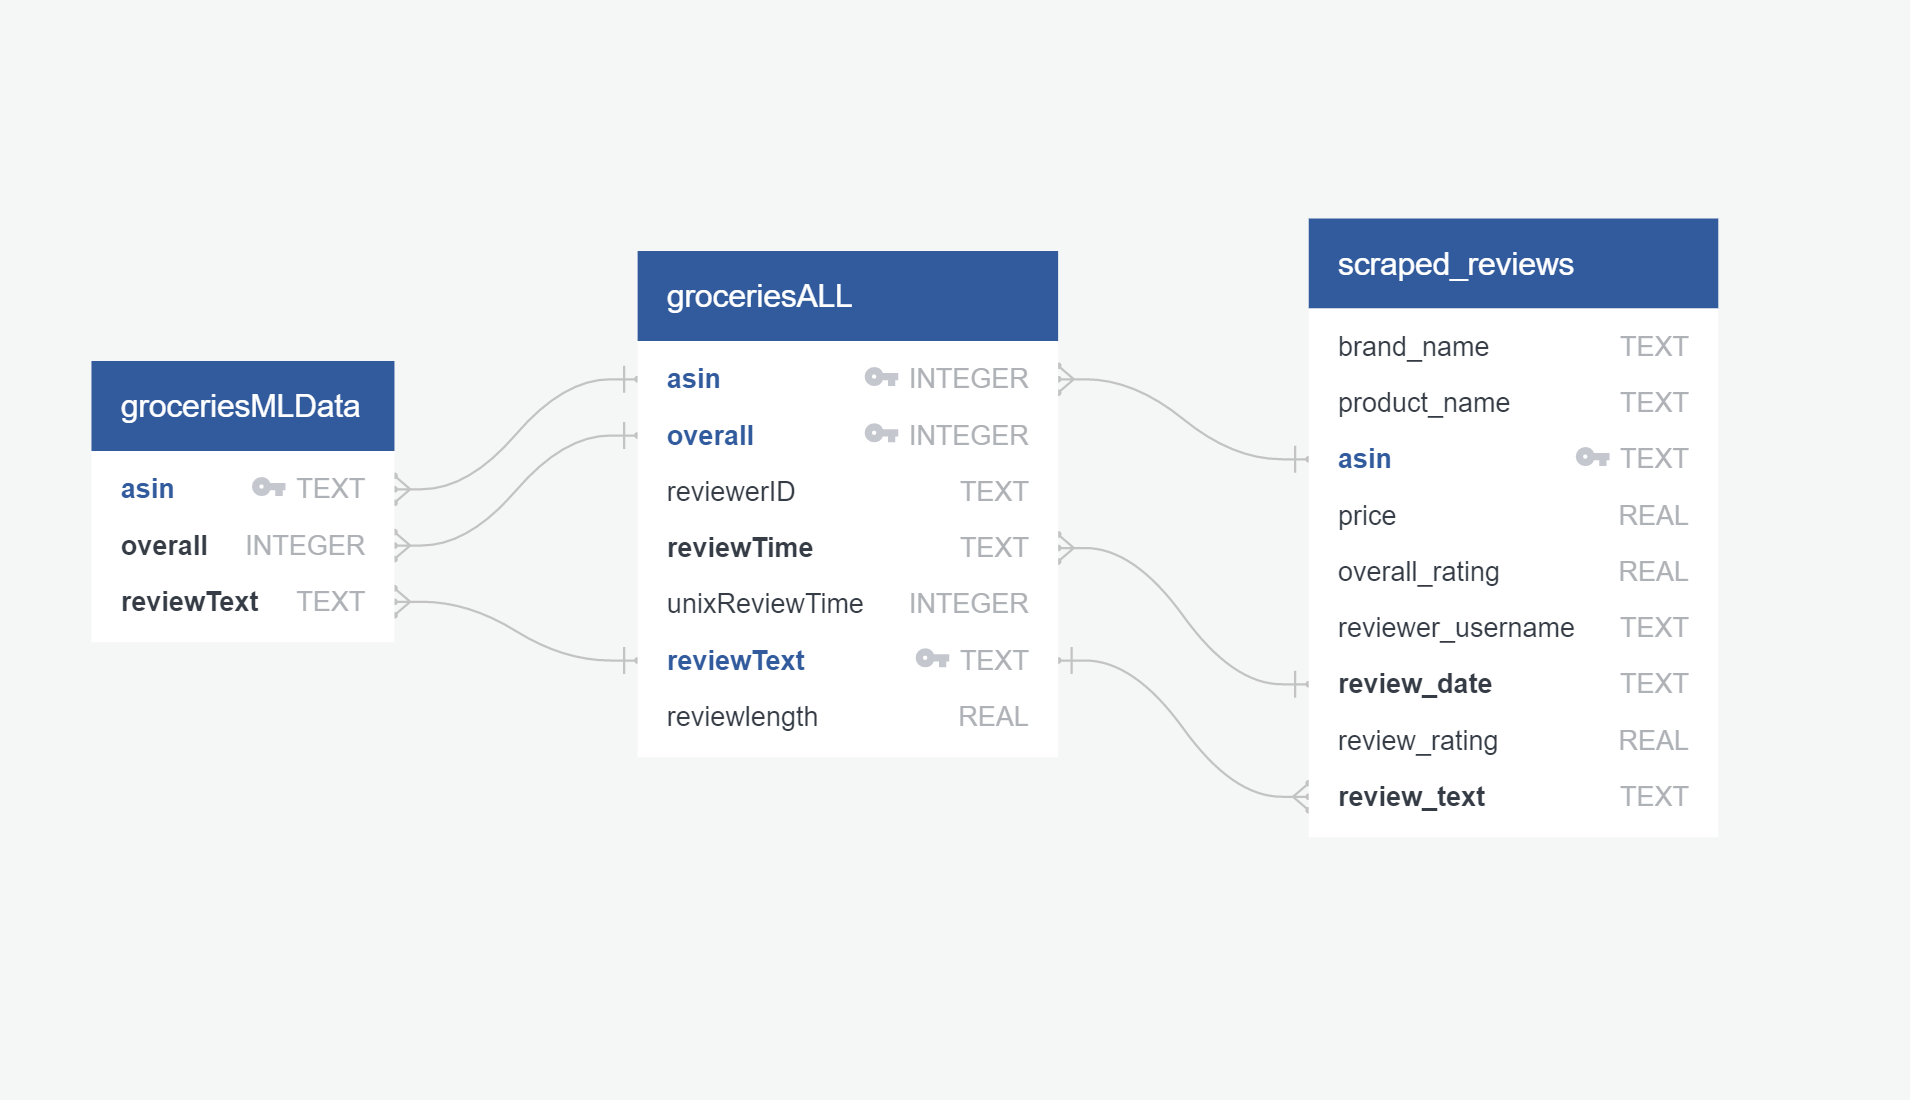 groceriesMLData
asin TEXT
overall INTEGER
reviewText TEXT
groceriesALL
asin INTEGER
overall INTEGER
reviewerID TEXT
reviewTime TEXT
unixReviewTime INTEGER
reviewText TEXT
reviewlength REAL
scraped_reviews
brand_name TEXT
product_name TEXT
asin TEXT
price REAL
overall_rating REAL
reviewer_username TEXT
review_date TEXT
review_rating REAL
review_text TEXT